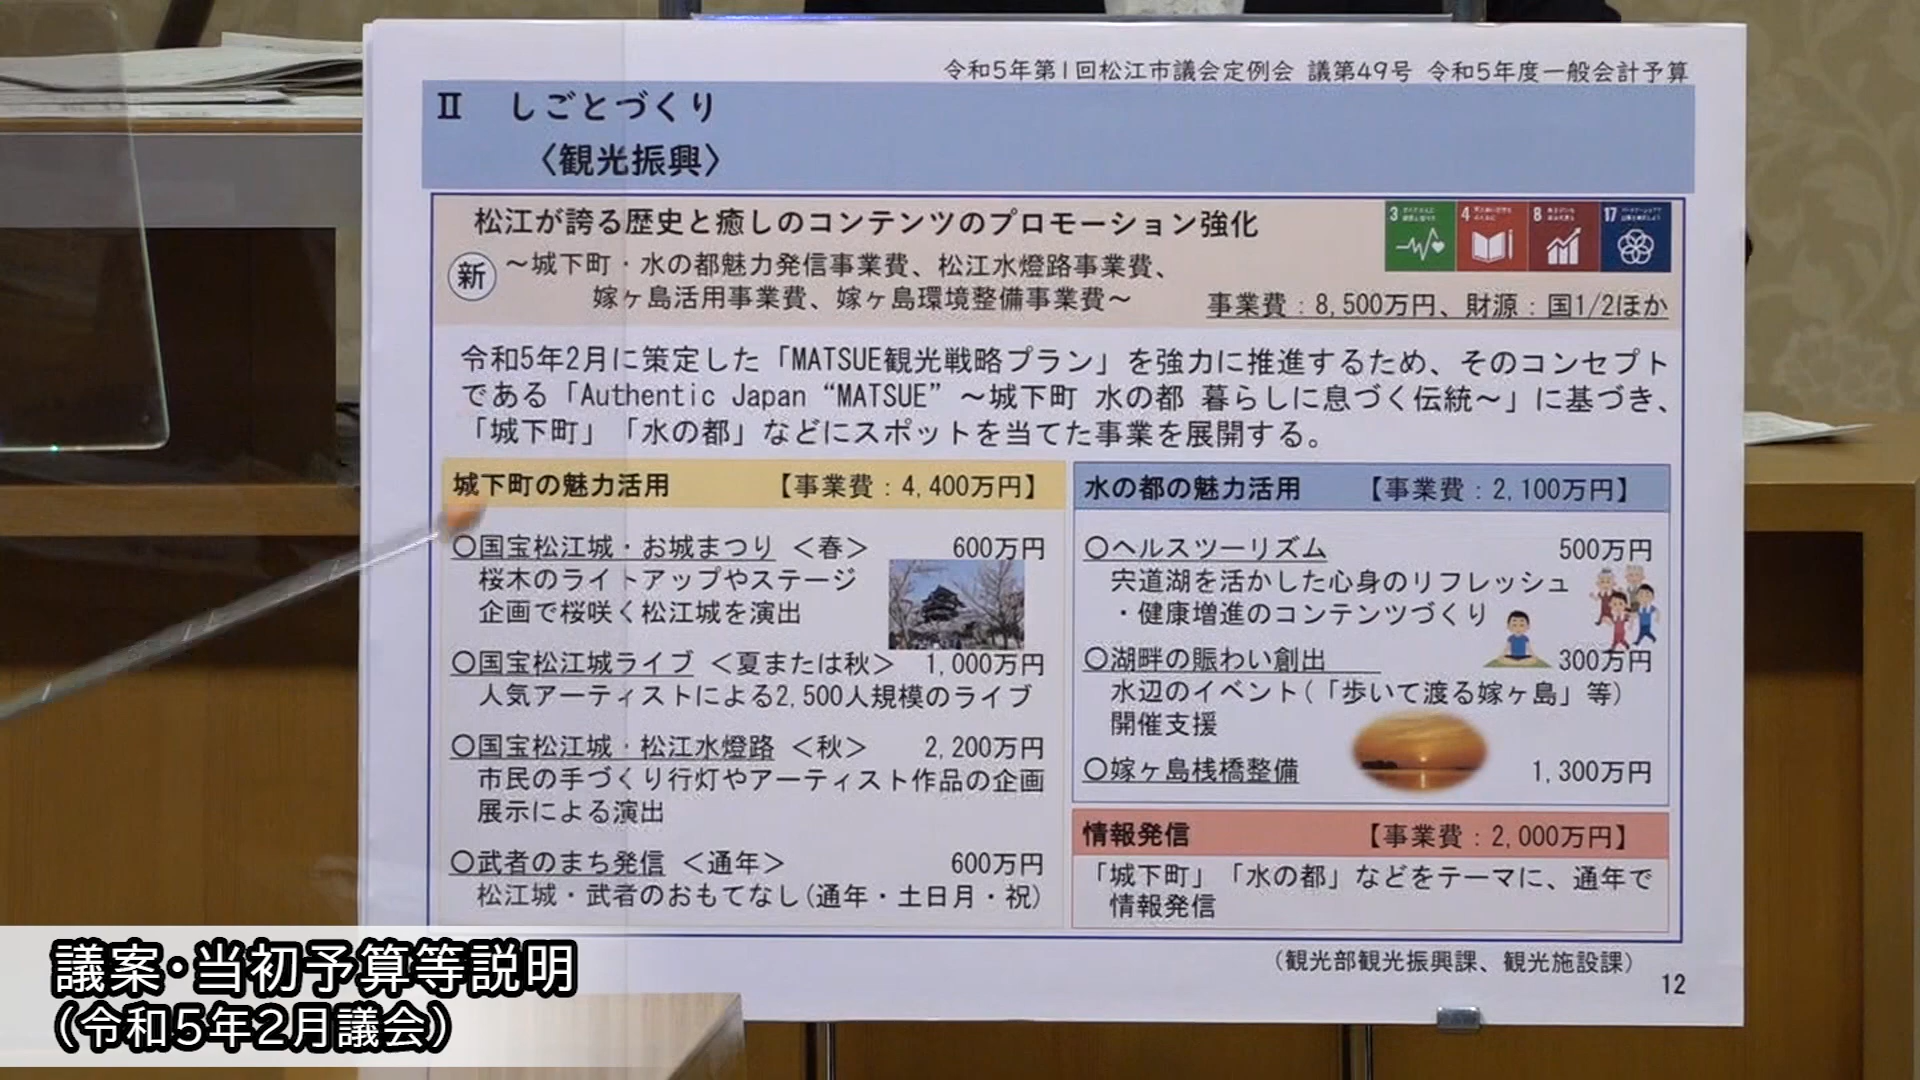 令和5年第1回松江市議会定例会 議第49号 令和5年度一般会計予算
Ⅱ しごとづくり
〈観光振興〉
松江が誇る歴史と癒しのコンテンツのプロモーション強化
新
～城下町・水の都魅力発信事業費、松江水燈路事業費、
嫁ヶ島活用事業費、嫁ヶ島環境整備事業費～
事業費：8,500万円、財源：国1/2ほか
3
4
8
17
令和5年2月に策定した「MATSUE観光戦略プラン」を強力に推進するため、そのコンセプト
である「Authentic Japan “MATSUE” ～城下町 水の都 暮らしに息づく伝統～」に基づき、
「城下町」「水の都」などにスポットを当てた事業を展開する。
城下町の魅力活用 【事業費：4,400万円】
〇国宝松江城・お城まつり ＜春＞ 600万円
桜木のライトアップやステージ
企画で桜咲く松江城を演出
〇国宝松江城ライブ ＜夏または秋＞ 1,000万円
人気アーティストによる2,500人規模のライブ
〇国宝松江城・松江水燈路 ＜秋＞ 2,200万円
市民の手づくり行灯やアーティスト作品の企画
展示による演出
〇武者のまち発信 ＜通年＞ 600万円
松江城・武者のおもてなし(通年・土日月・祝)
水の都の魅力活用 【事業費：2,100万円】
〇ヘルスツーリズム 500万円
宍道湖を活かした心身のリフレッシュ
・健康増進のコンテンツづくり
〇湖畔の賑わい創出 300万円
水辺のイベント(「歩いて渡る嫁ヶ島」等)
開催支援
〇嫁ヶ島桟橋整備 1,300万円
情報発信 【事業費：2,000万円】
「城下町」「水の都」などをテーマに、通年で
情報発信
(観光部観光振興課、観光施設課)
12
議案・当初予算等説明
(令和5年2月議会)